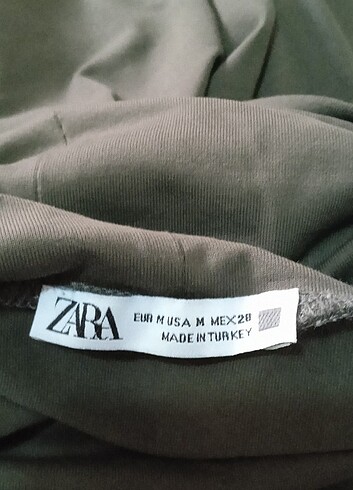 ZARA
EUR M USA M MEX 28
MADE IN TURKEY